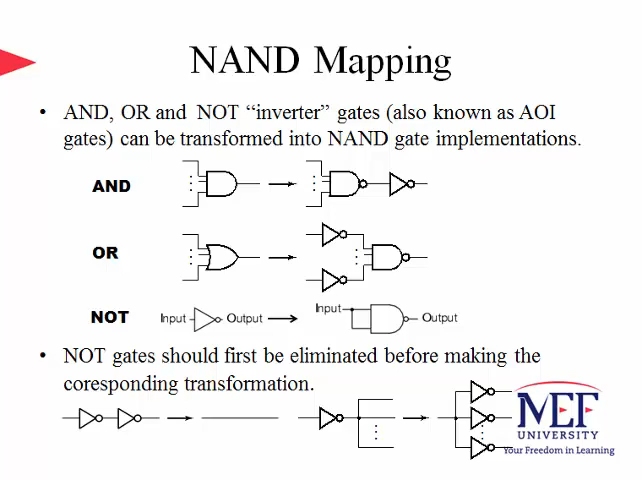 NAND Mapping
• AND, OR and NOT “inverter” gates (also known as AOI
gates) can be transformed into NAND gate implementations.
AND
OR
NOT Input Output Input Output
• NOT gates should first be eliminated before making the
coresponding transformation.
MEF
UNIVERSITY
Your Freedom in Learning